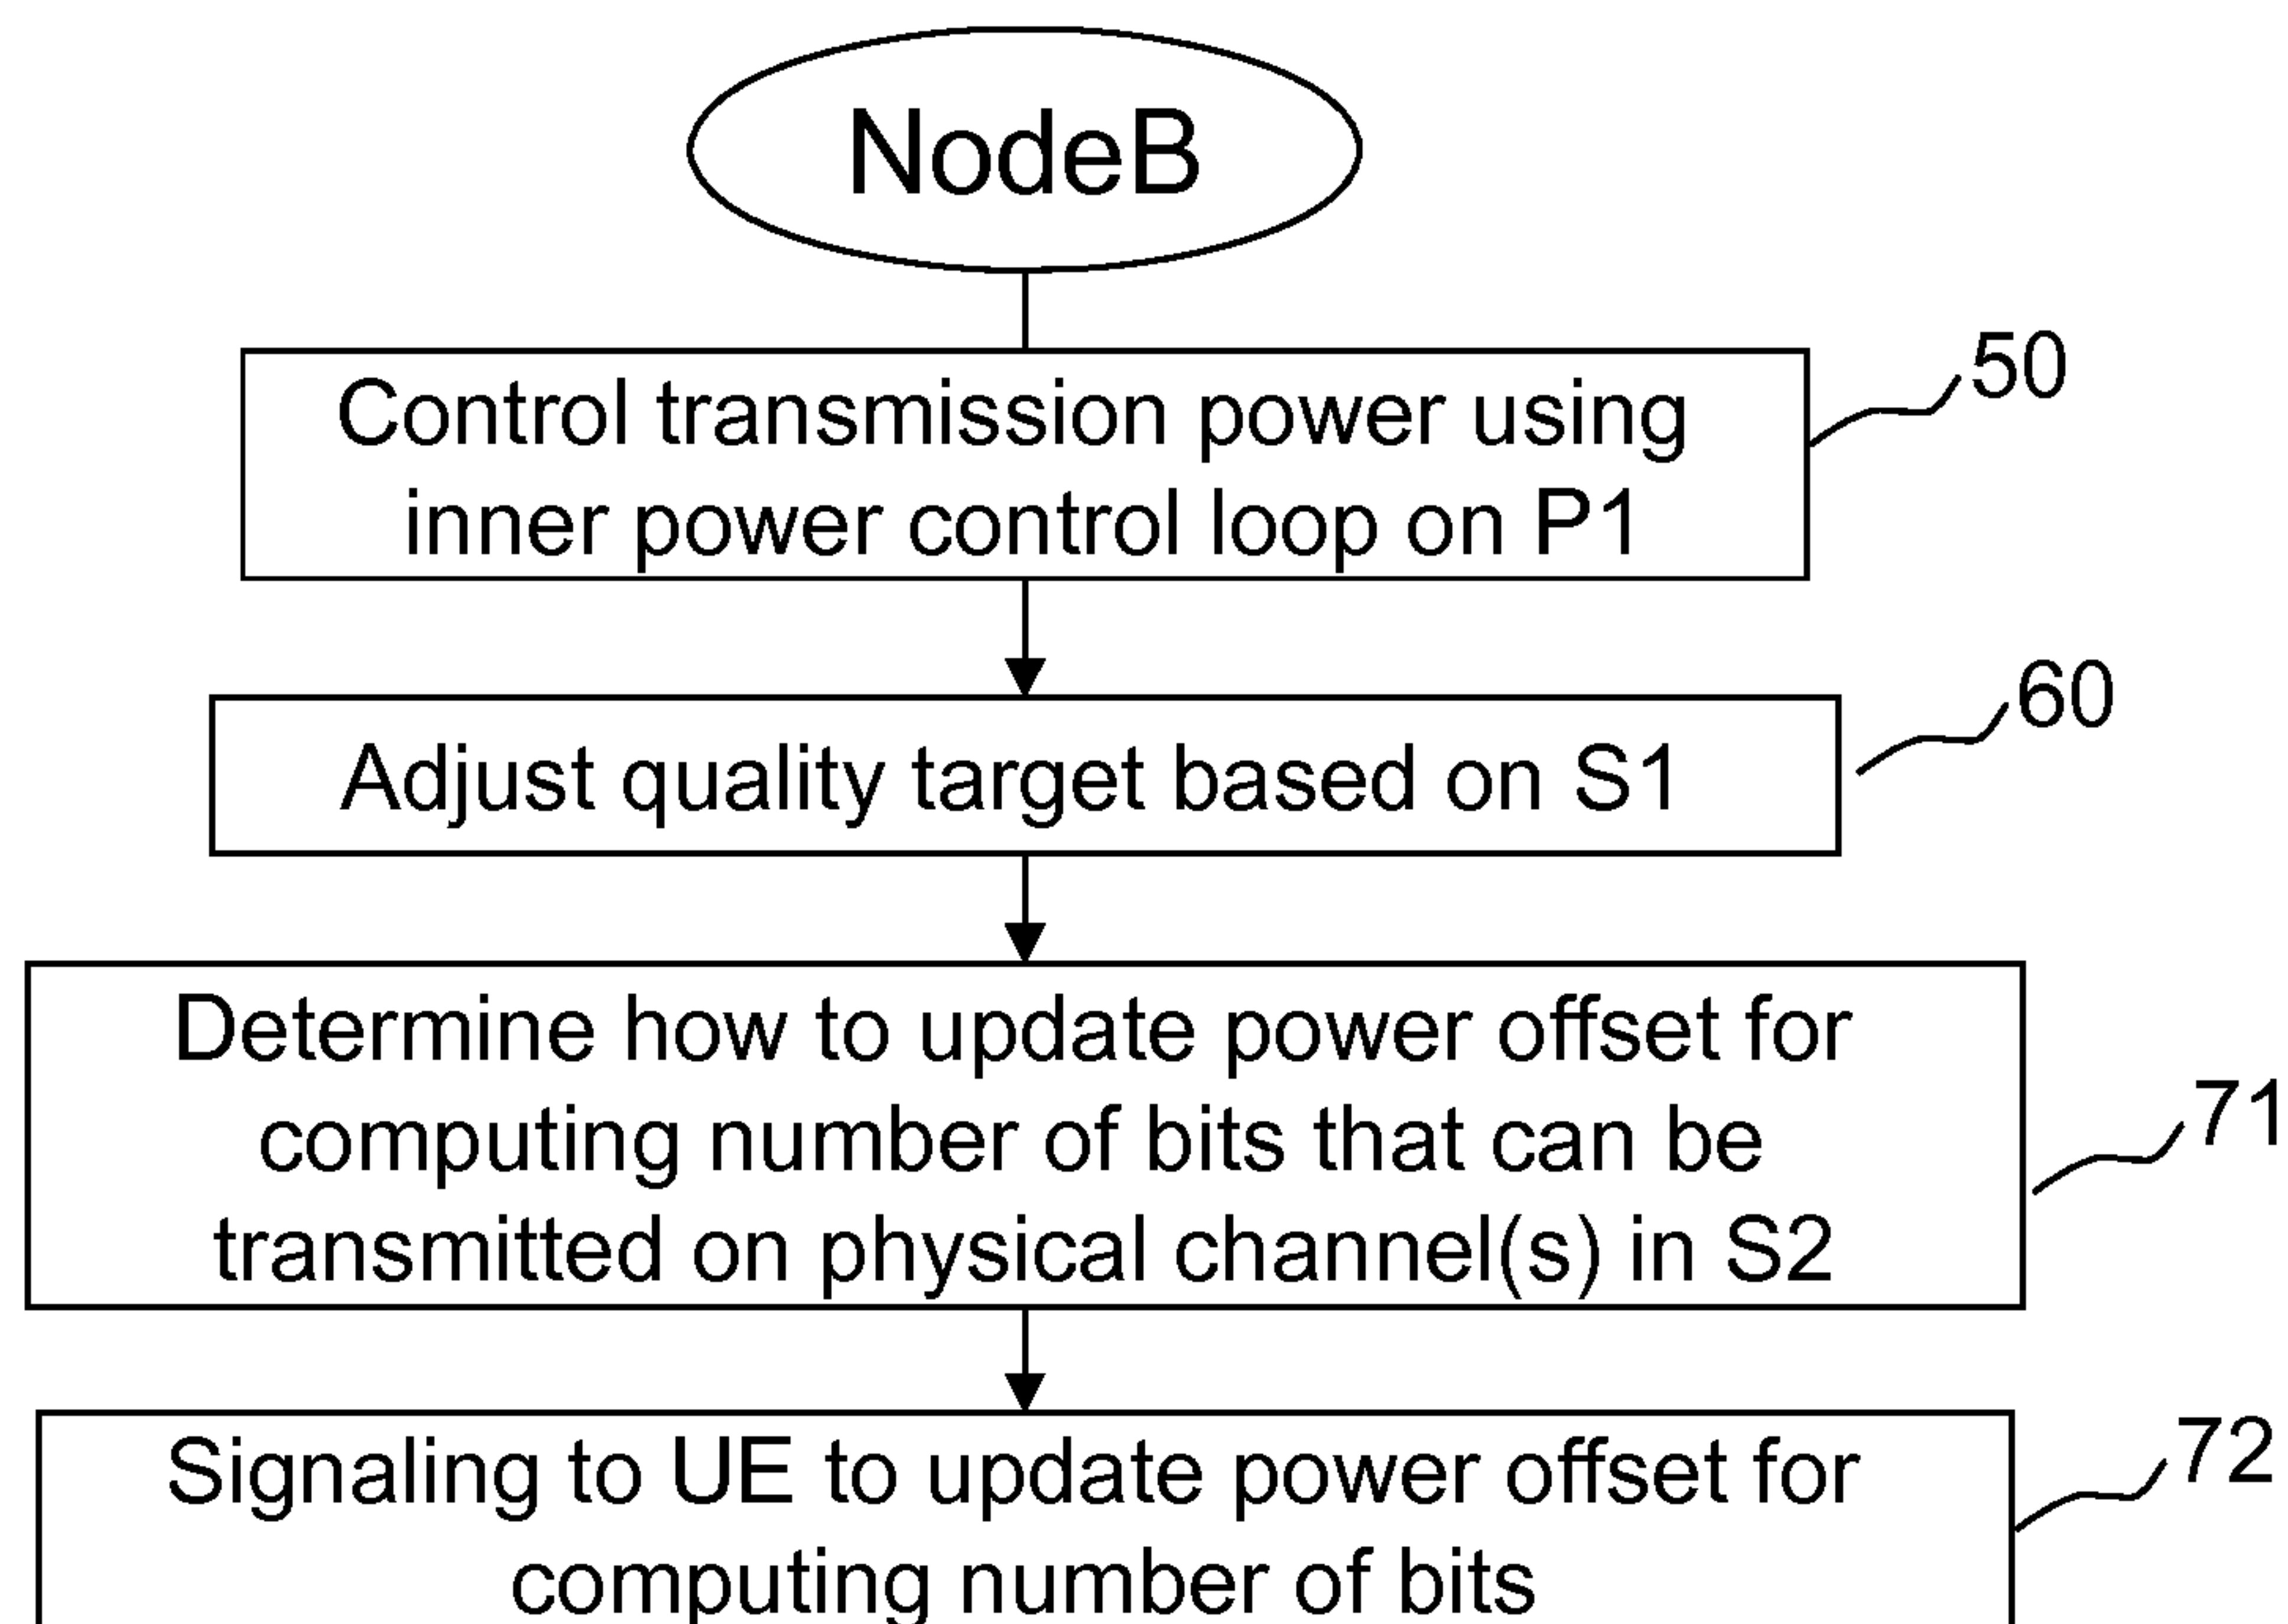 NodeB
Control transmission power using
inner power control loop on P1
50
Adjust quality target based on S1
60
Determine how to update power offset for
computing number of bits that can be
transmitted on physical channel(s) in S2
71
Signaling to UE to update power offset for
computing number of bits
72